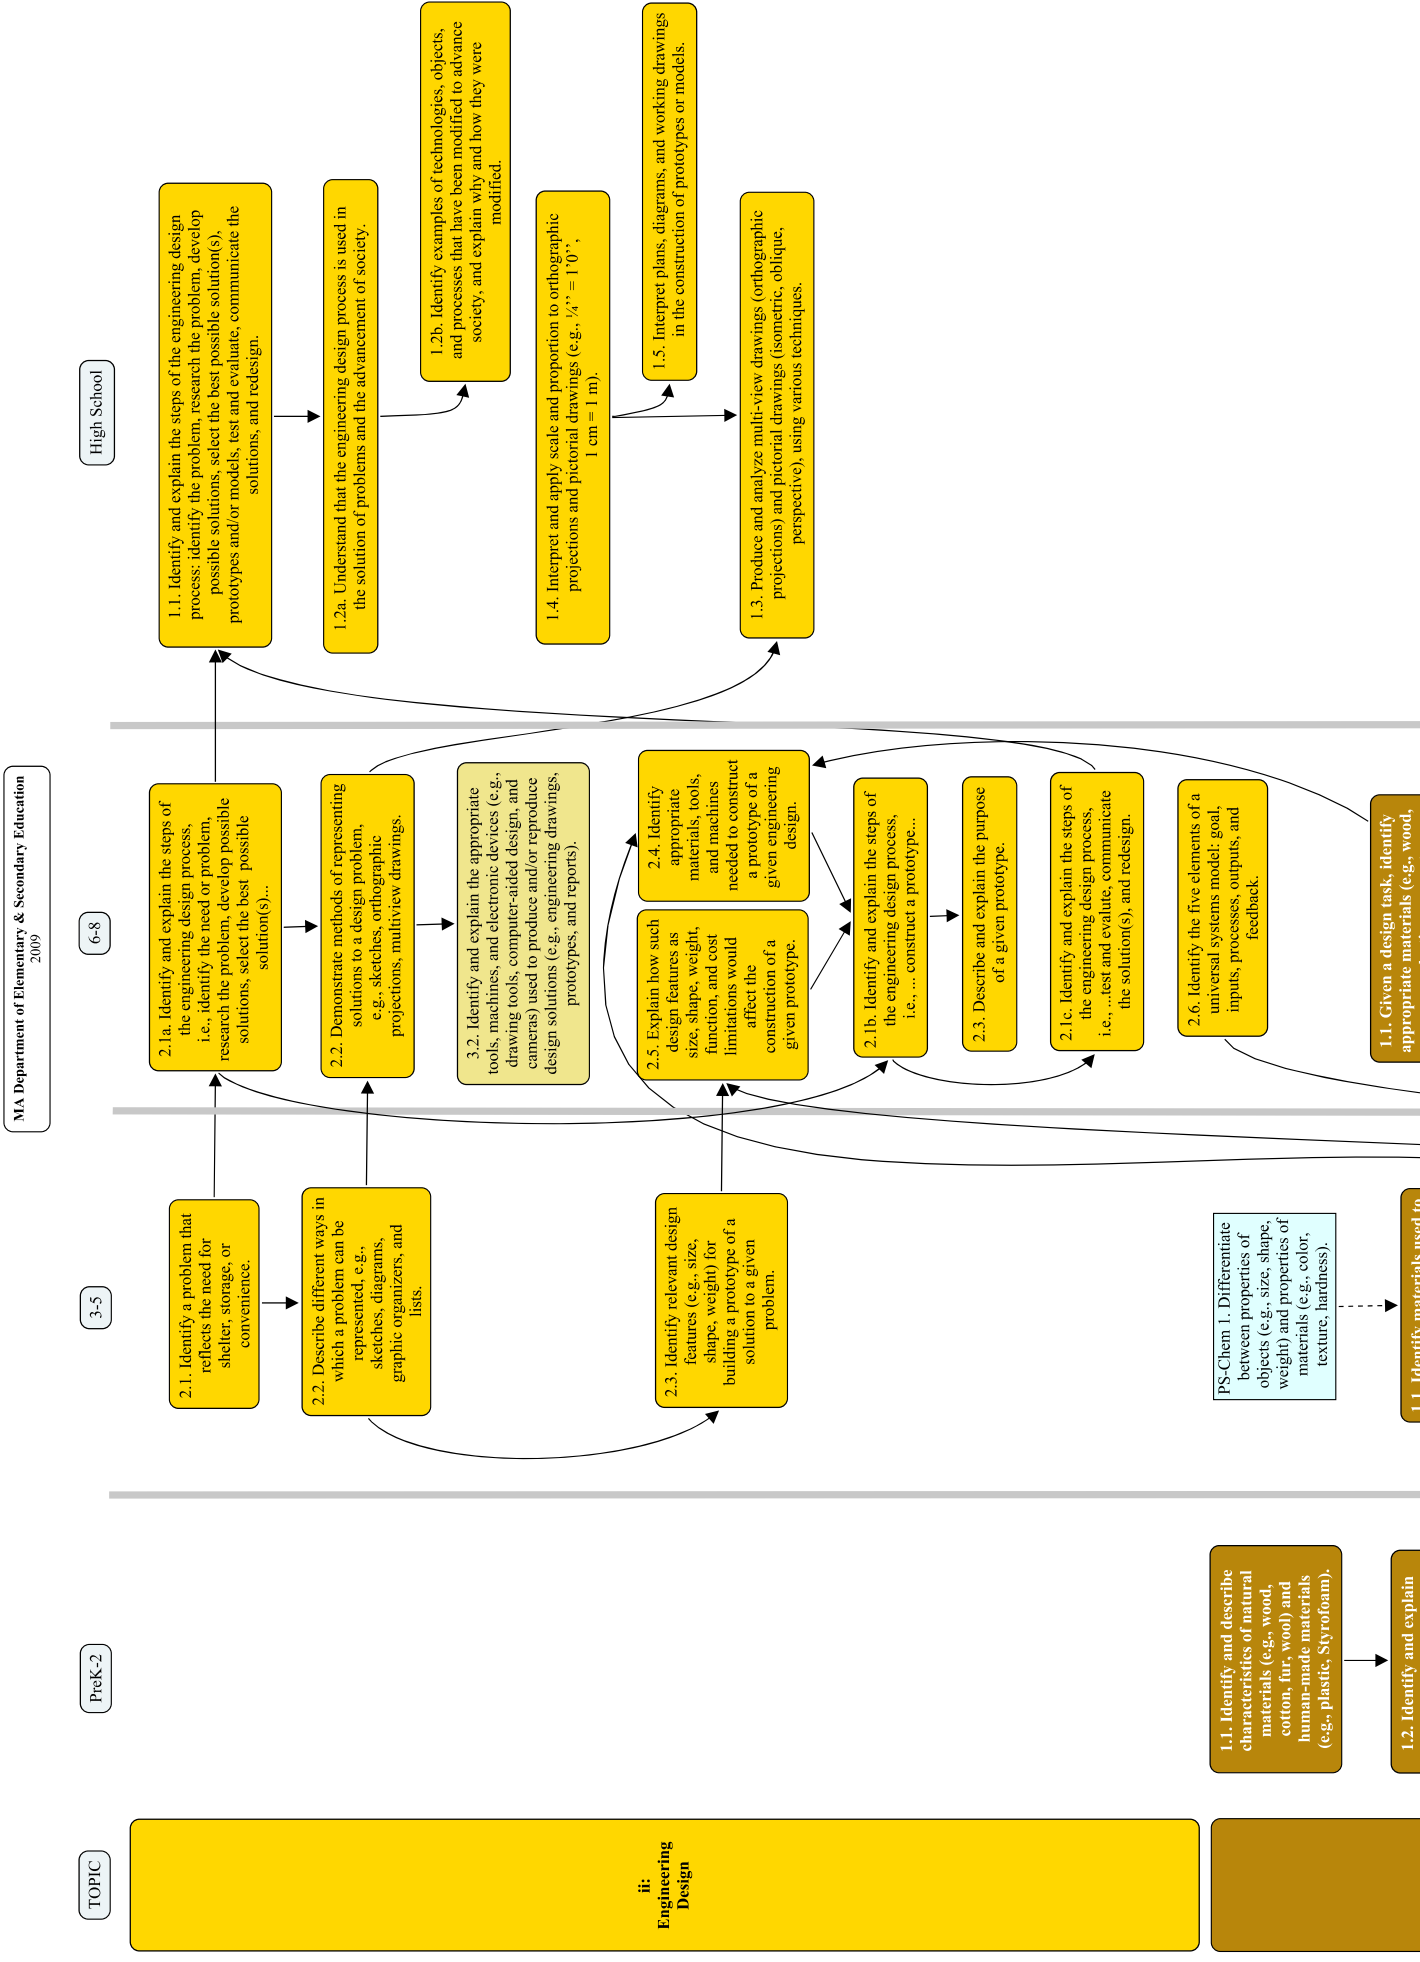 MA Department of Elementary & Secondary Education
2009
TOPIC
PreK-2
3-5
6-8
High School
ii:
Engineering
Design
2.1. Identify a problem that
reflects the need for
shelter, storage, or
convenience.
2.1a. Identify and explain the steps of
the engineering design process,
i.e., identify the need or problem,
research the problem, develop possible
solutions, select the best  possible
solution(s)...
1.1. Identify and explain the steps of the engineering design
process: identify the problem, research the problem, develop
possible solutions, select the best possible solution(s),
prototypes and/or models, test and evaluate, communicate the
solutions, and redesign.
2.2. Describe different ways in
which a problem can be
represented, e.g.,
sketches, diagrams,
graphic organizers, and
lists.
2.2. Demonstrate methods of representing
solutions to a design problem,
e.g., sketches, orthographic
projections, multiview drawings.
1.2a. Understand that the engineering design process is used in
the solution of problems and the advancement of society.
1.2b. Identify examples of technologies, objects,
and processes that have been modified to advance
society, and explain why and how they were
modified.
3.2. Identify and explain the appropriate
tools, machines, and electronic devices (e.g.,
drawing tools, computer-aided design, and
cameras) used to produce and/or reproduce
design solutions (e.g., engineering drawings,
prototypes, and reports).
1.4. Interpret and apply scale and proportion to orthographic
projections and pictorial drawings (e.g., ¼’’ = 1’0’’,
1 cm = 1 m).
1.5. Interpret plans, diagrams, and working drawings
in the construction of prototypes or models.
2.3. Identify relevant design
features (e.g., size,
shape, weight) for
building a prototype of a
solution to a given
problem.
2.5. Explain how such
design features as
size, shape, weight,
function, and cost
limitations would
affect the
construction of a
given prototype.
2.4. Identify
appropriate
materials, tools,
and machines
needed to construct
a prototype of a
given engineering
design.
1.3. Produce and analyze multi-view drawings (orthographic
projections) and pictorial drawings (isometric, oblique,
perspective), using various techniques.
2.1b. Identify and explain the steps of
the engineering design process,
i.e., ... construct a prototype...
2.3. Describe and explain the purpose
of a given prototype.
2.1c. Identify and explain the steps of
the engineering design process,
i.e., ...test and evaluate, communicate
the solution(s), and redesign.
2.6. Identify the five elements of a
universal systems model: goal,
inputs, processes, outputs, and
feedback.
1.1. Identify and describe
characteristics of natural
materials (e.g., wood,
cotton, fur, wool) and
human-made materials
(e.g., plastic, Styrofoam).
PS-Chem 1. Differentiate
between properties of
objects (e.g., size, shape,
weight) and properties of
materials (e.g., color,
texture, hardness).
1.2. Identify and explain
1.1. Identify materials used to
1.1. Given a design task, identify
appropriate materials (e.g., wood,